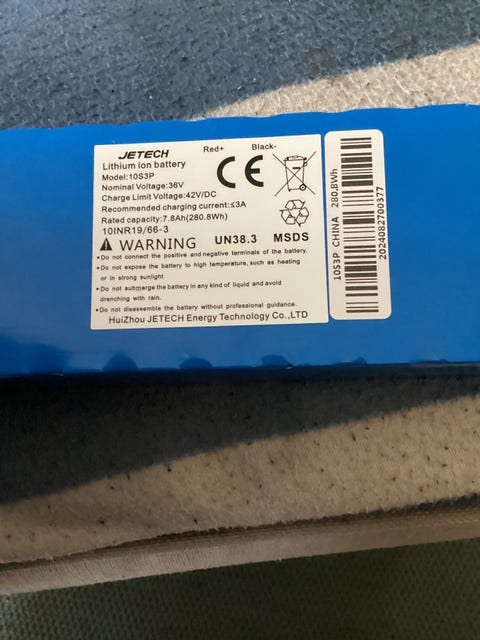 JETECH
Red+ Black-
Lithium ion battery
Model:10S3P
Nominal Voltage:36V
Charge Limit Voltage:42V/DC
Recommended charging current:≤3A
Rated capacity:7.8Ah(280.8Wh)
10INR19/66-3
CE
WARNING UN38.3 MSDS
•Do not connect the positive and negative terminals of the battery.
•Do not expose the battery to high temperature, such as heating
or in strong sunlight.
•Do not submerge the battery in any kind of liquid and avoid
drenching with rain.
•Do not disassemble the battery without professional guidance.
HuiZhou JETECH Energy Technology Co.,LTD
10S3P CHINA 280.8Wh
2024082700377